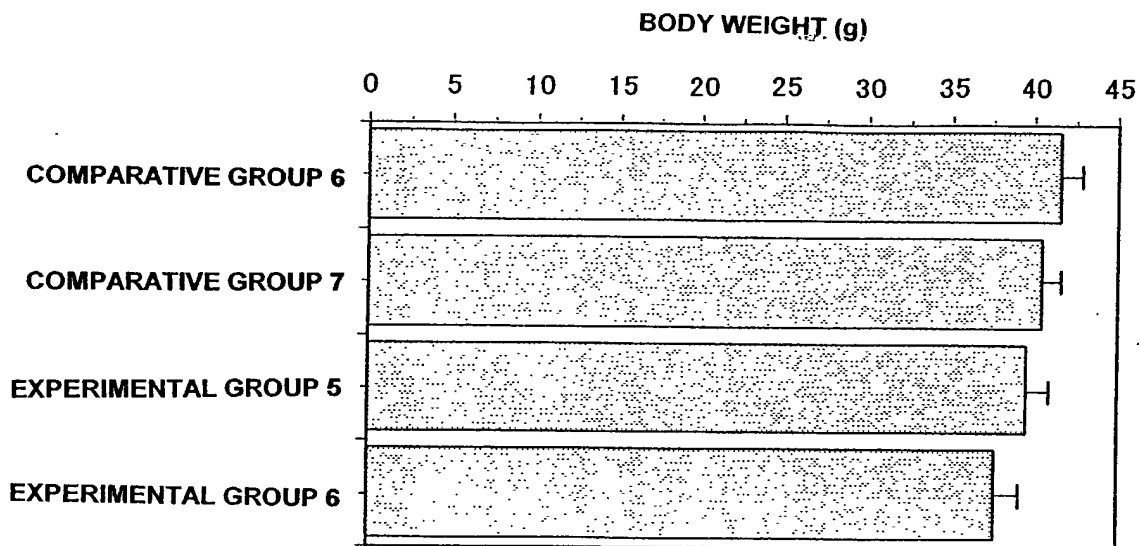 BODY WEIGHT (g)
0 5 10 15 20 25 30 35 40 45
COMPARATIVE GROUP 6
COMPARATIVE GROUP 7
EXPERIMENTAL GROUP 5
EXPERIMENTAL GROUP 6